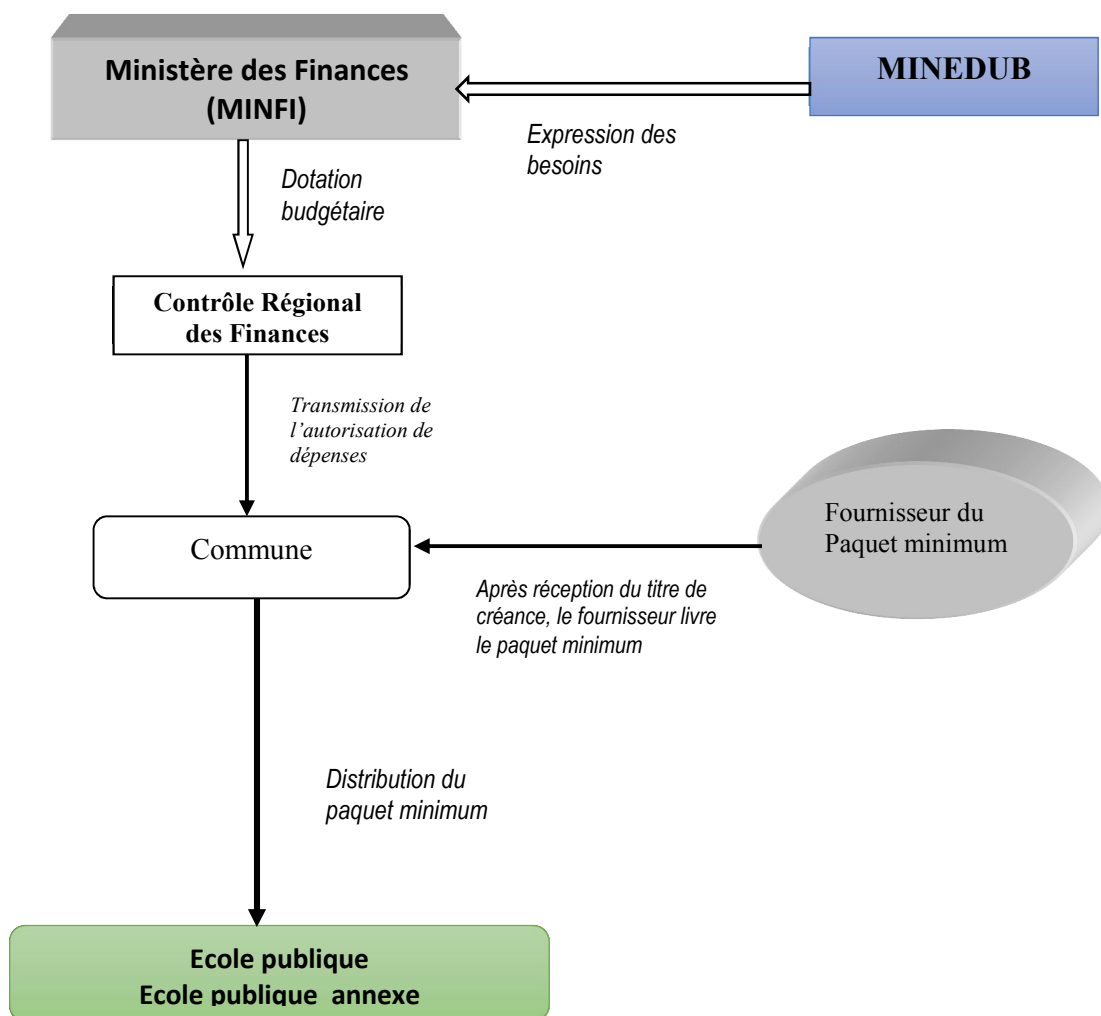 Ministère des Finances
(MINFI)
MINEDUB
Expression des
besoins
Dotation
budgétaire
Contrôle Régional
des Finances
Transmission de
l’autorisation de
dépenses
Commune
Fournisseur du
Paquet minimum
Après réception du titre de
créance, le fournisseur livre
le paquet minimum
Distribution du
paquet minimum
Ecole publique
Ecole publique annexe